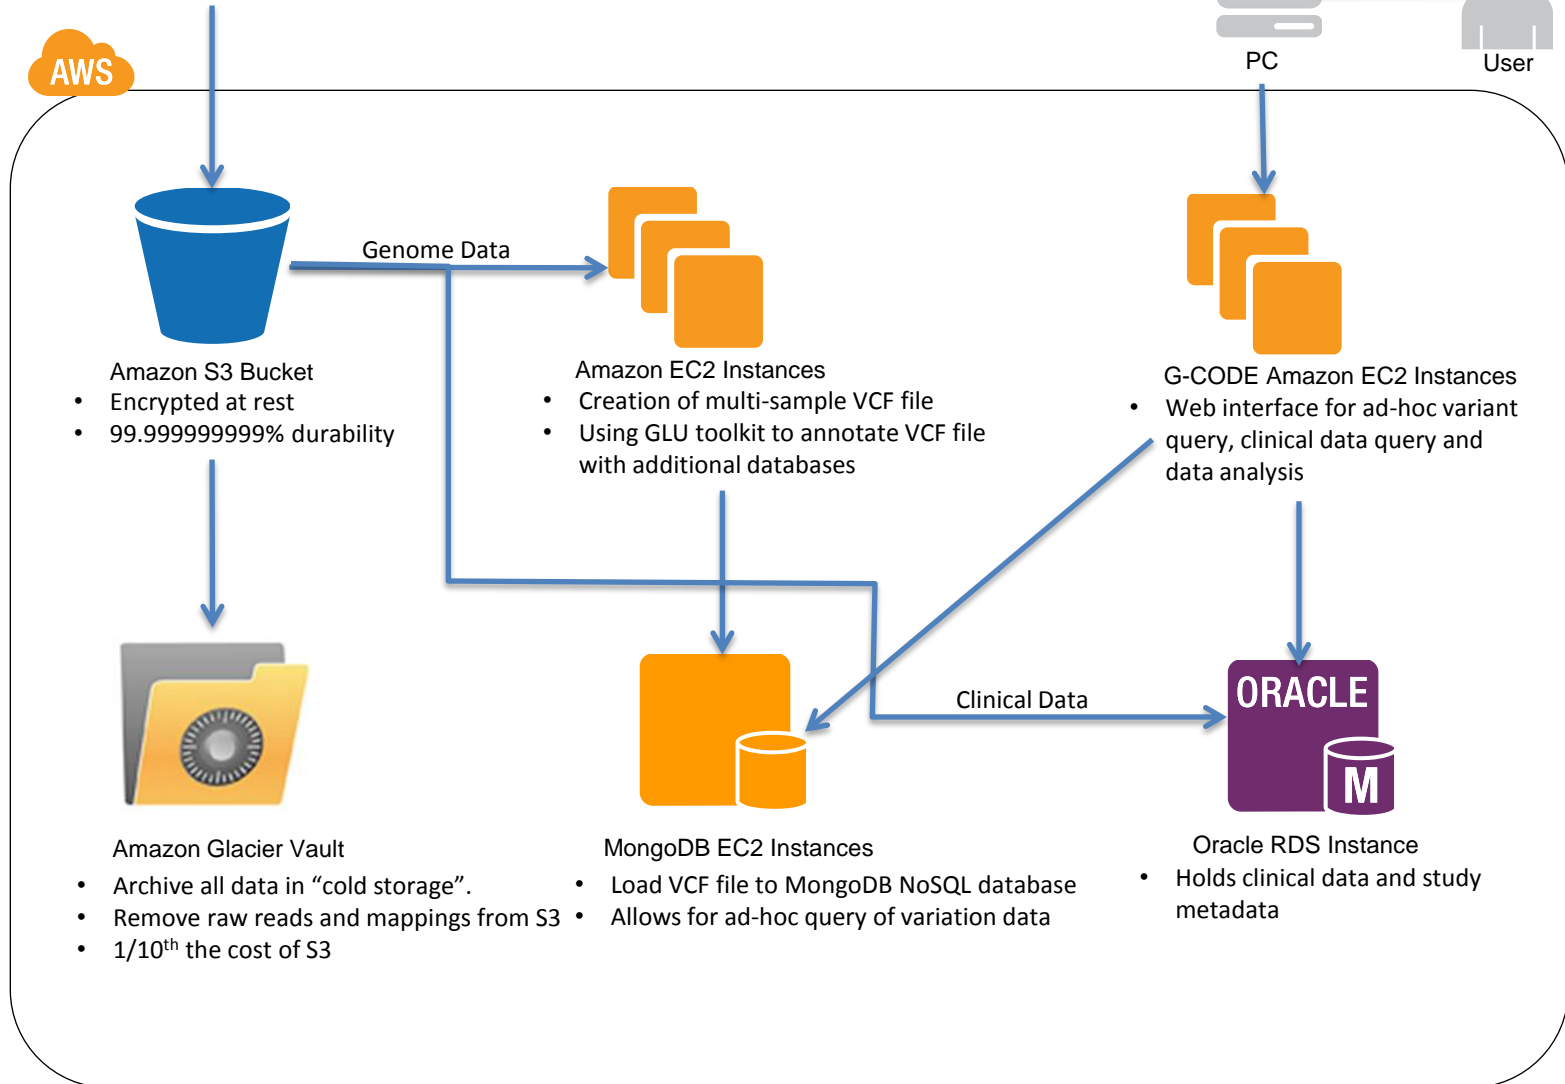 AWS
PC
User
Genome Data
Amazon S3 Bucket
• Encrypted at rest
• 99.999999999% durability
Amazon EC2 Instances
• Creation of multi-sample VCF file
• Using GLU toolkit to annotate VCF file
with additional databases
G-CODE Amazon EC2 Instances
• Web interface for ad-hoc variant
query, clinical data query and
data analysis
Clinical Data
ORACLE
M
Amazon Glacier Vault
• Archive all data in “cold storage”.
• Remove raw reads and mappings from S3
• 1/10th the cost of S3
MongoDB EC2 Instances
• Load VCF file to MongoDB NoSQL database
• Allows for ad-hoc query of variation data
Oracle RDS Instance
• Holds clinical data and study
metadata